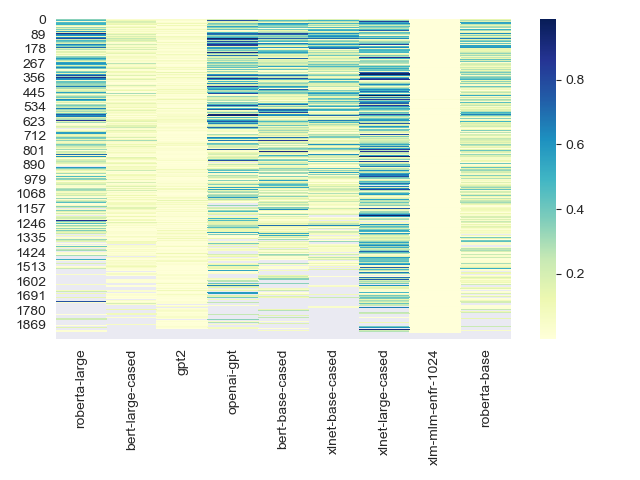 0
89
178
267
356
445
534
623
712
801
890
979
1068
1157
1246
1335
1424
1513
1602
1691
1780
1869
roberta-large
bert-large-cased
gpt2
openai-gpt
bert-base-cased
xlnet-base-cased
xlnet-large-cased
xlm-mlm-enfr-1024
roberta-base
0.8
0.6
0.4
0.2